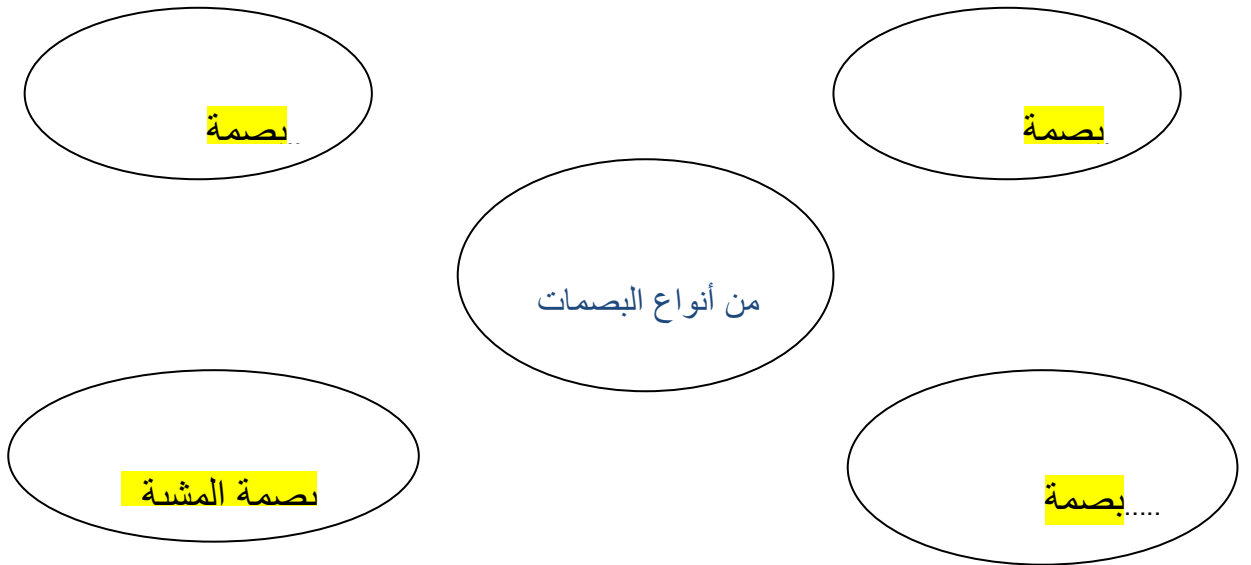 ..بصمة
.بصمة
من أنواع البصمات
.....بصمة
بصمة المشية